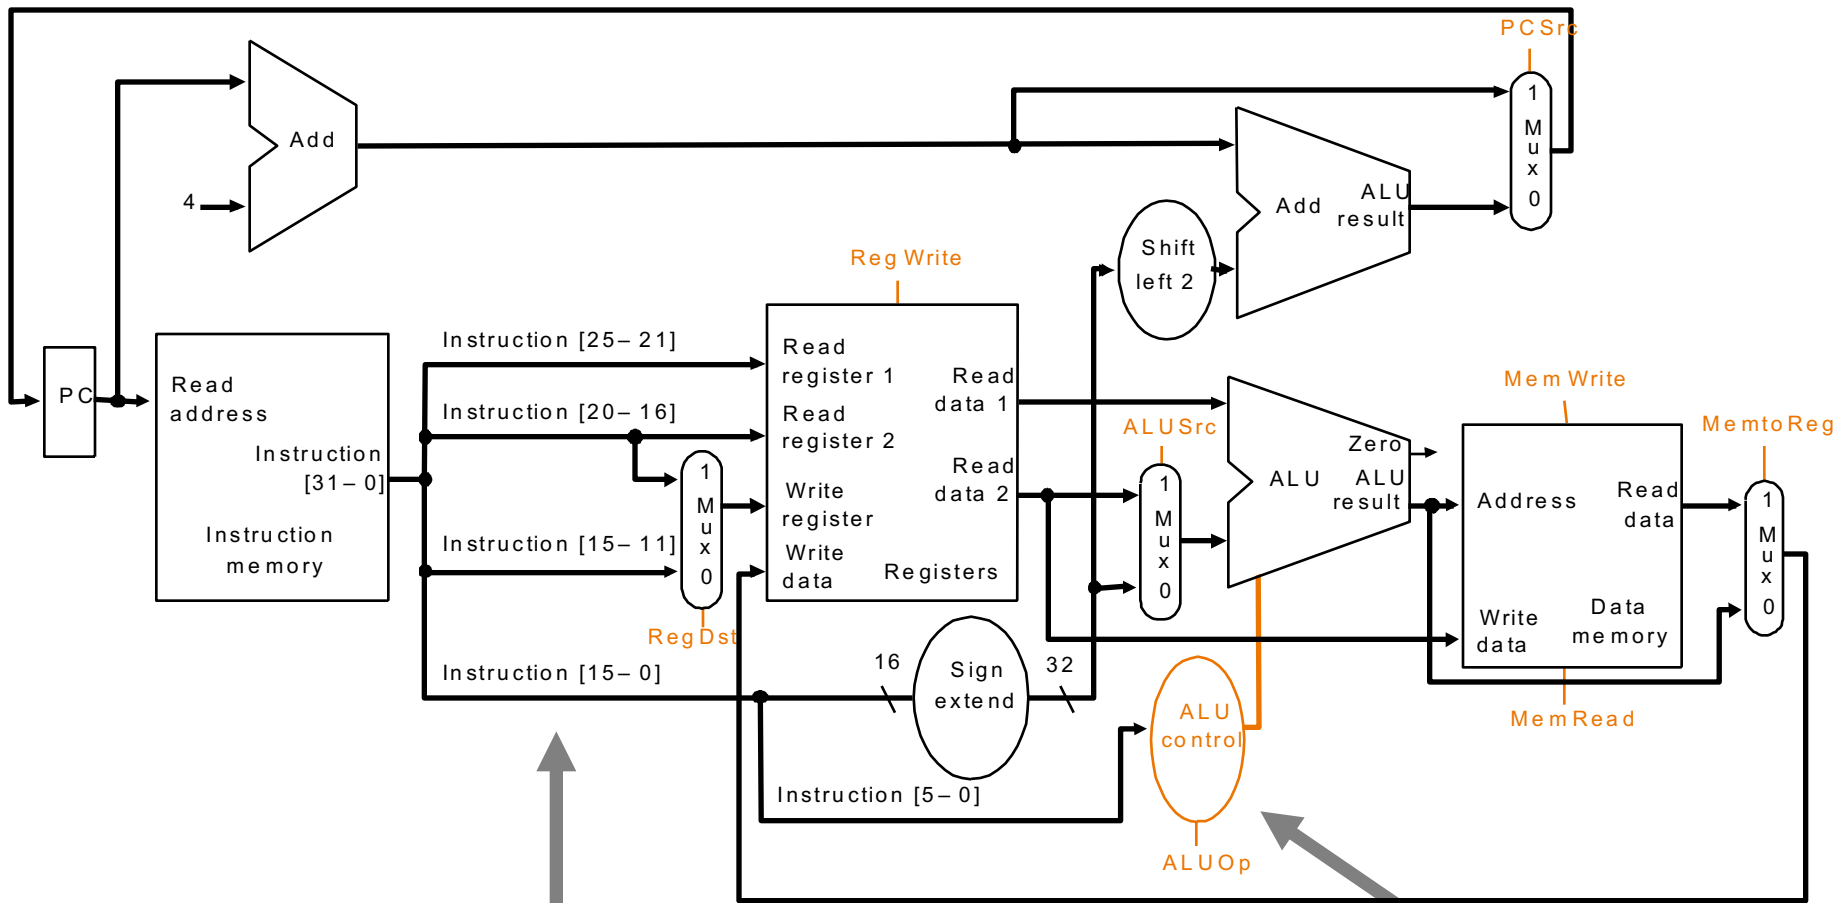 PCSrc
1
M
u
x
0
Add
4
Add
ALU
result
Shift
left 2
RegWrite
Instruction [25– 21]
Read
register 1
Read
data 1
PC
Read
address
Instruction [20– 16]
Read
register 2
Read
data 2
Instruction
[31– 0]
Instruction
memory
1
M
u
x
0
Write
register
Instruction [15– 11]
Write
data
Registers
RegDst
ALUSrc
1
M
u
x
0
Zero
ALU
ALU
result
MemWrite
Address
Read
data
Write
data
Data
memory
MemRead
MemtoReg
1
M
u
x
0
Instruction [15– 0]
16
Sign
extend
32
ALU
control
Instruction [5– 0]
ALUOp